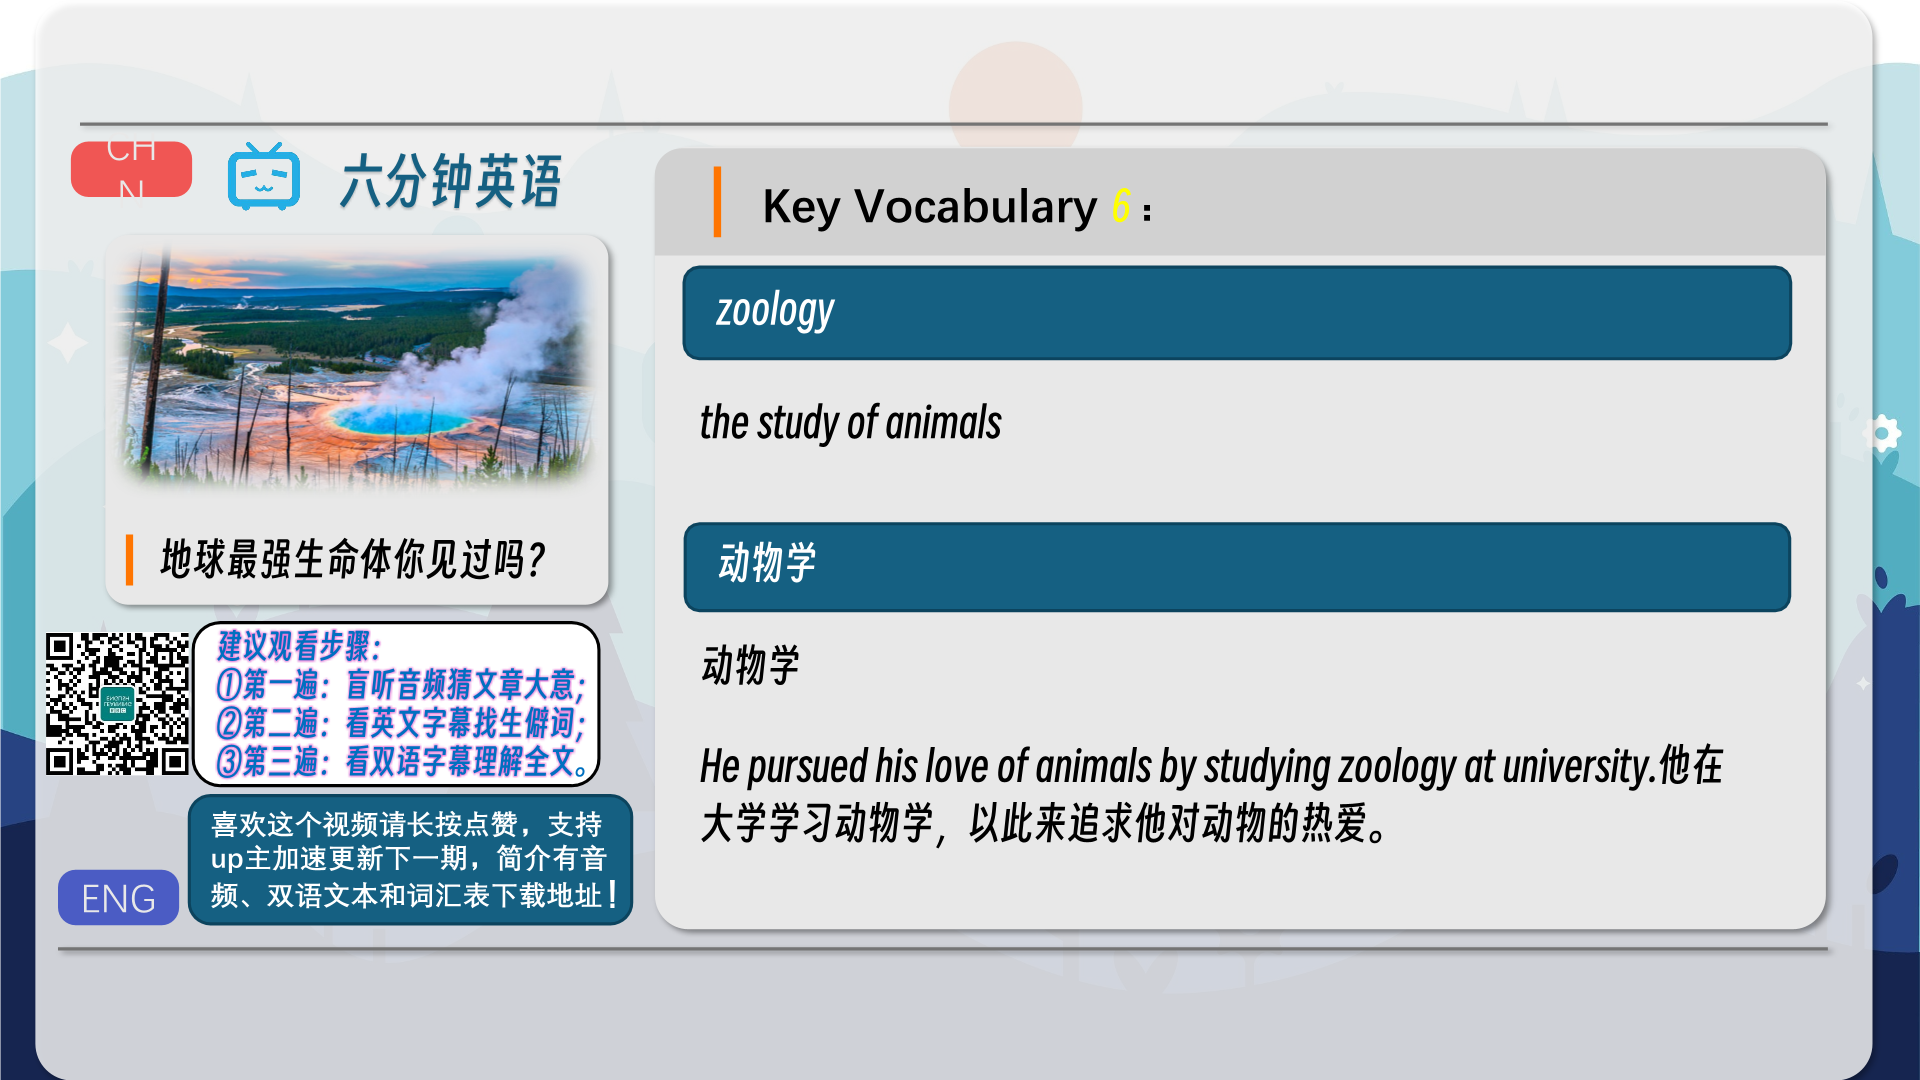 CH
N
六分钟英语
地球最强生命体你见过吗？
建议观看步骤：
①第一遍：盲听音频猜文章大意；
②第二遍：看英文字幕找生僻词；
③第三遍：看双语字幕理解全文。
喜欢这个视频请长按点赞，支持
up主加速更新下一期，简介有音
频、双语文本和词汇表下载地址！
ENG
Key Vocabulary 6：
zoology
the study of animals
动物学
动物学
He pursued his love of animals by studying zoology at university.他在
大学学习动物学，以此来追求他对动物的热爱。